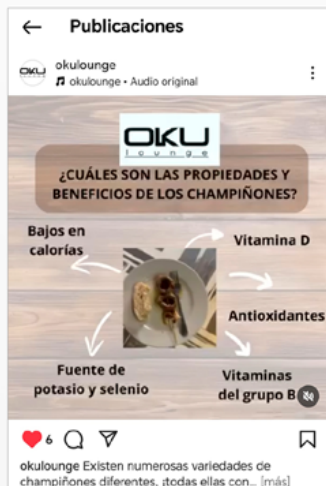 Publicaciones
okulounge
okulounge • Audio original
OKU
lounge
¿CUÁLES SON LAS PROPIEDADES Y
BENEFICIOS DE LOS CHAMPIÑONES?
Bajos en
calorías
Vitamina D
Antioxidantes
Fuente de
potasio y selenio
Vitaminas
del grupo B
6
okulounge Existen numerosas variedades de
champiñones diferentes, ¡todas ellas con... [más]